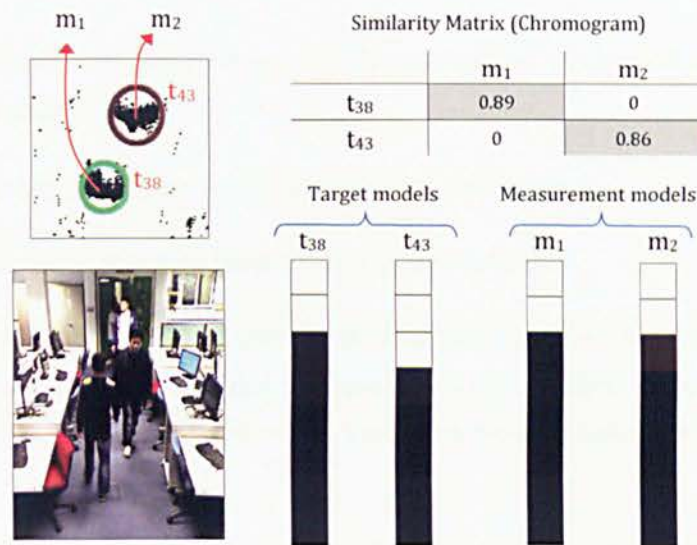 m₁ m₂
t₄₃
t₃₈
Similarity Matrix (Chromogram)
m₁ m₂
t₃₈ 0.89 0
t₄₃ 0 0.86
Target models Measurement models
t₃₈ t₄₃ m₁ m₂